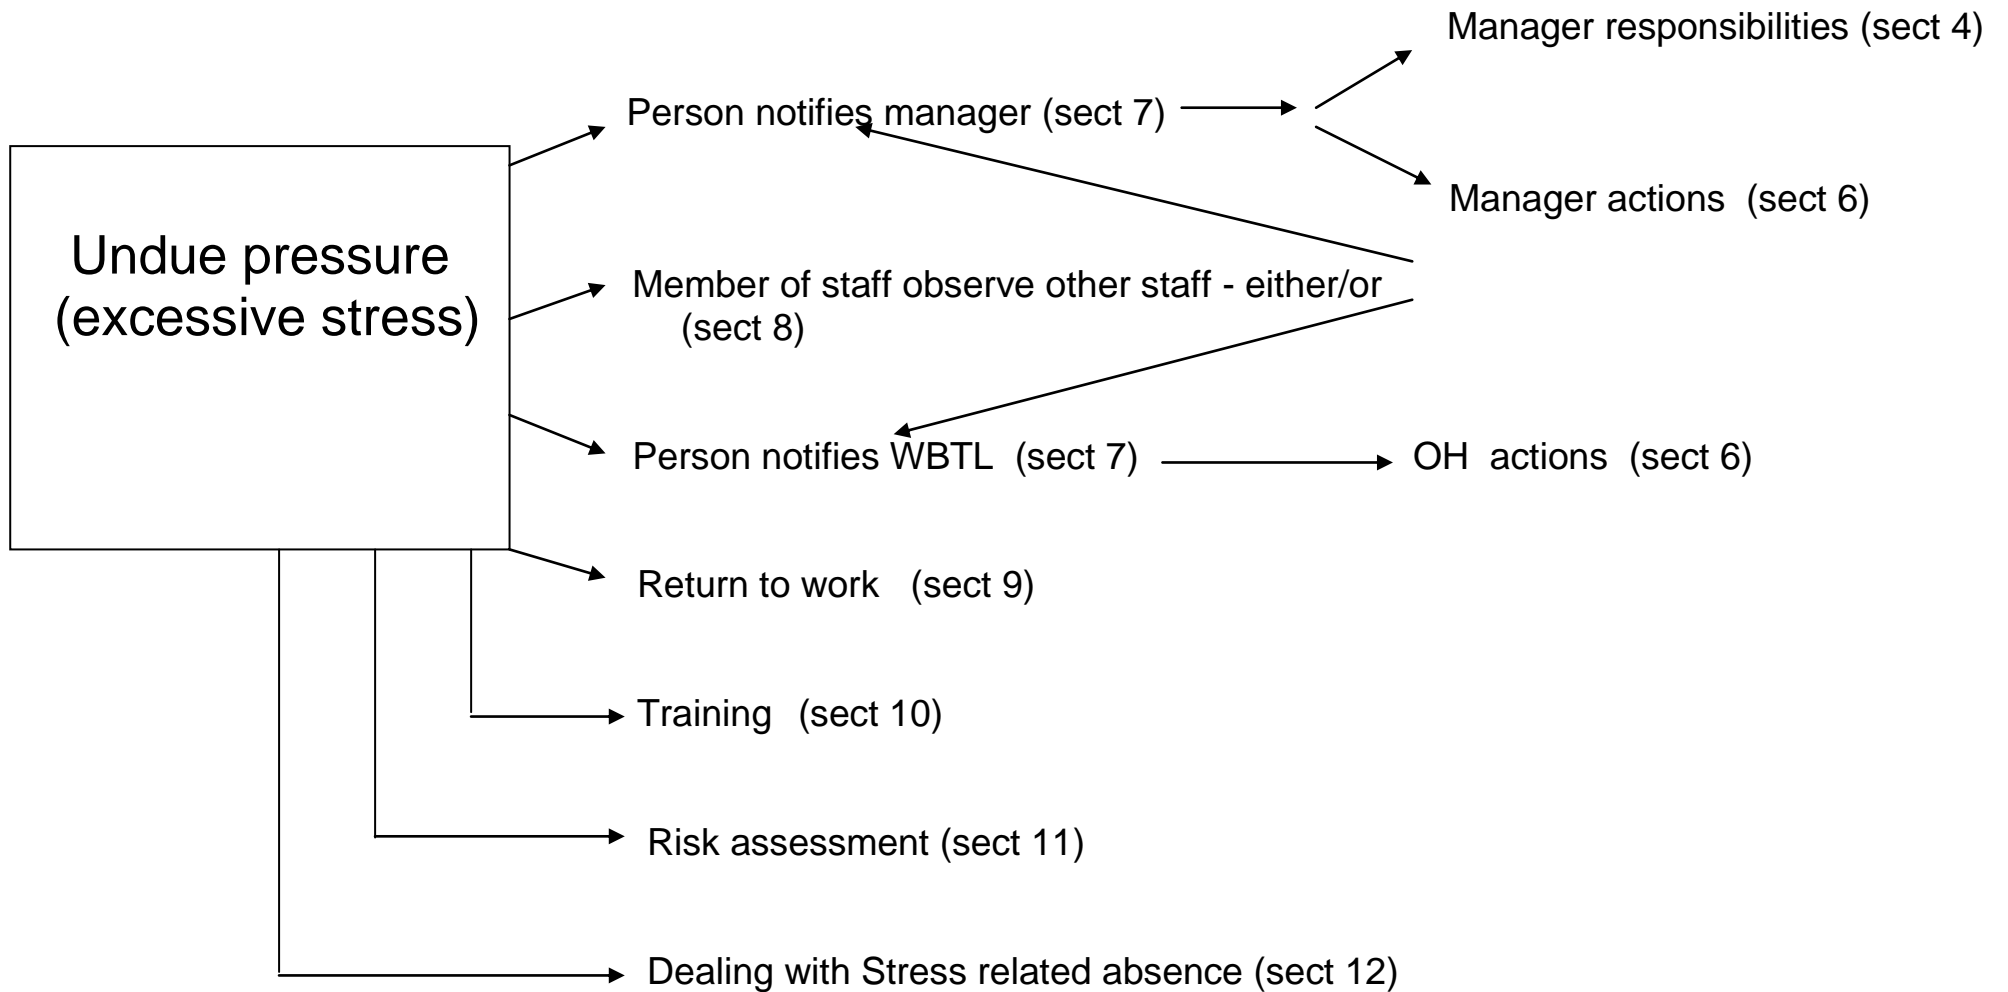 Manager responsibilities (sect 4)
Person notifies manager (sect 7)
Manager actions (sect 6)
Undue pressure
(excessive stress)
Member of staff observe other staff - either/or
(sect 8)
Person notifies WBTL (sect 7)
OH actions (sect 6)
Return to work (sect 9)
Training (sect 10)
Risk assessment (sect 11)
Dealing with Stress related absence (sect 12)